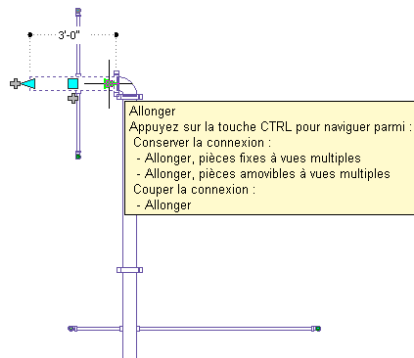 3'-0"
Allonger
Appuyez sur la touche CTRL pour naviguer parmi :
Conserver la connexion :
- Allonger, pièces fixes à vues multiples
- Allonger, pièces amovibles à vues multiples
Couper la connexion :
- Allonger